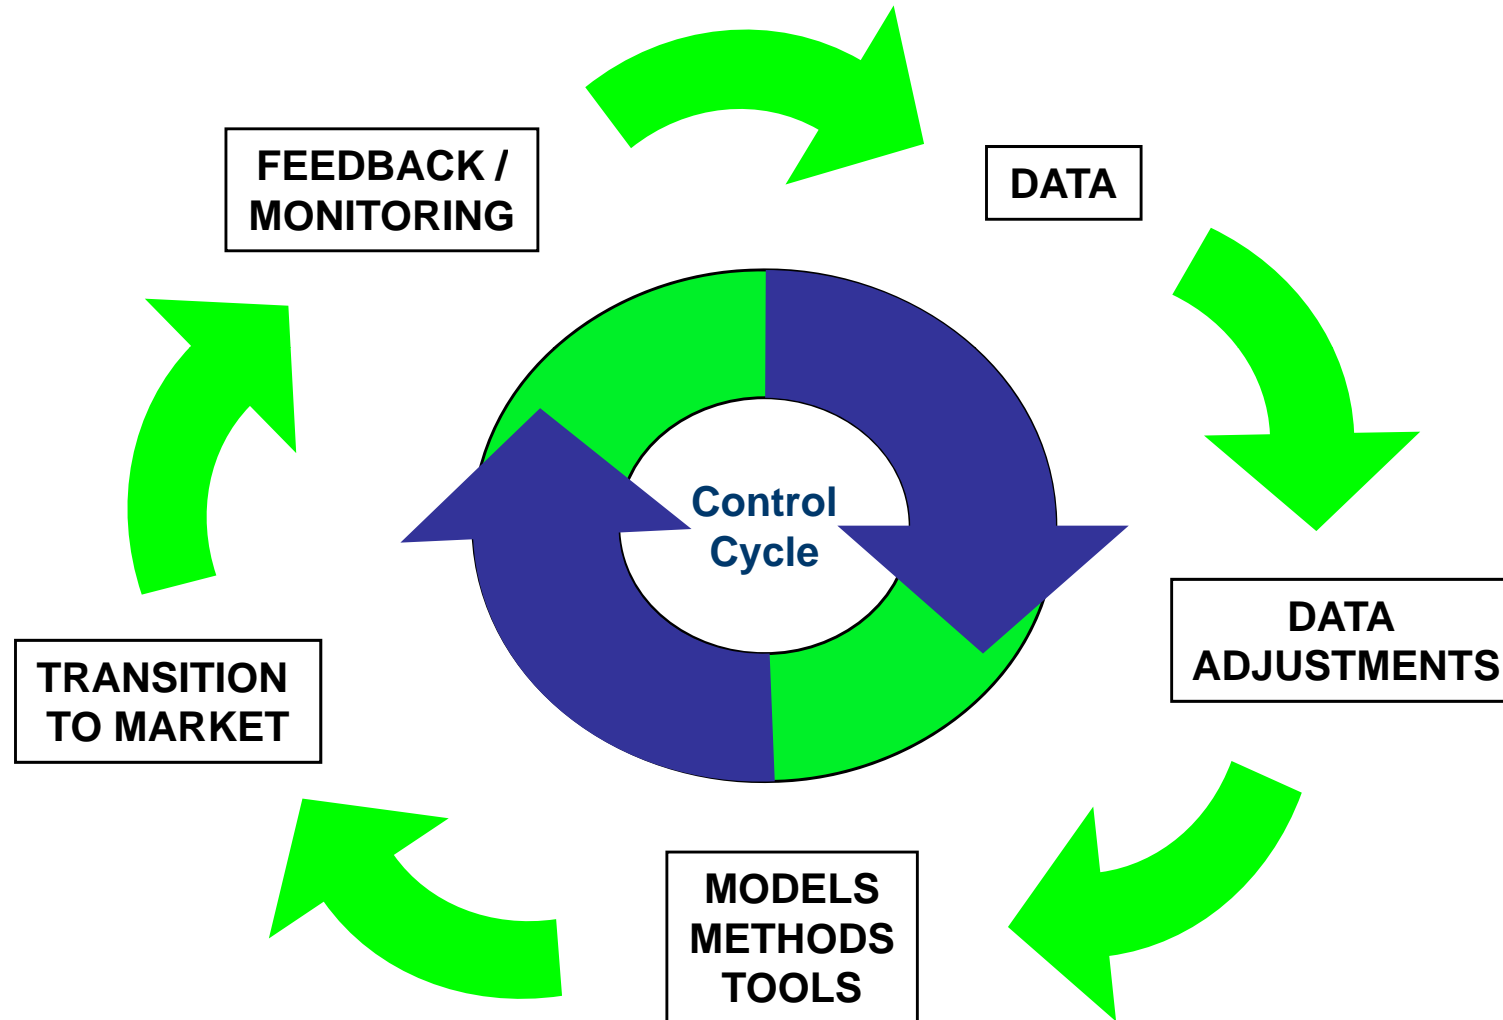 FEEDBACK /
MONITORING
DATA
Control
Cycle
DATA
ADJUSTMENTS
TRANSITION
TO MARKET
MODELS
METHODS
TOOLS